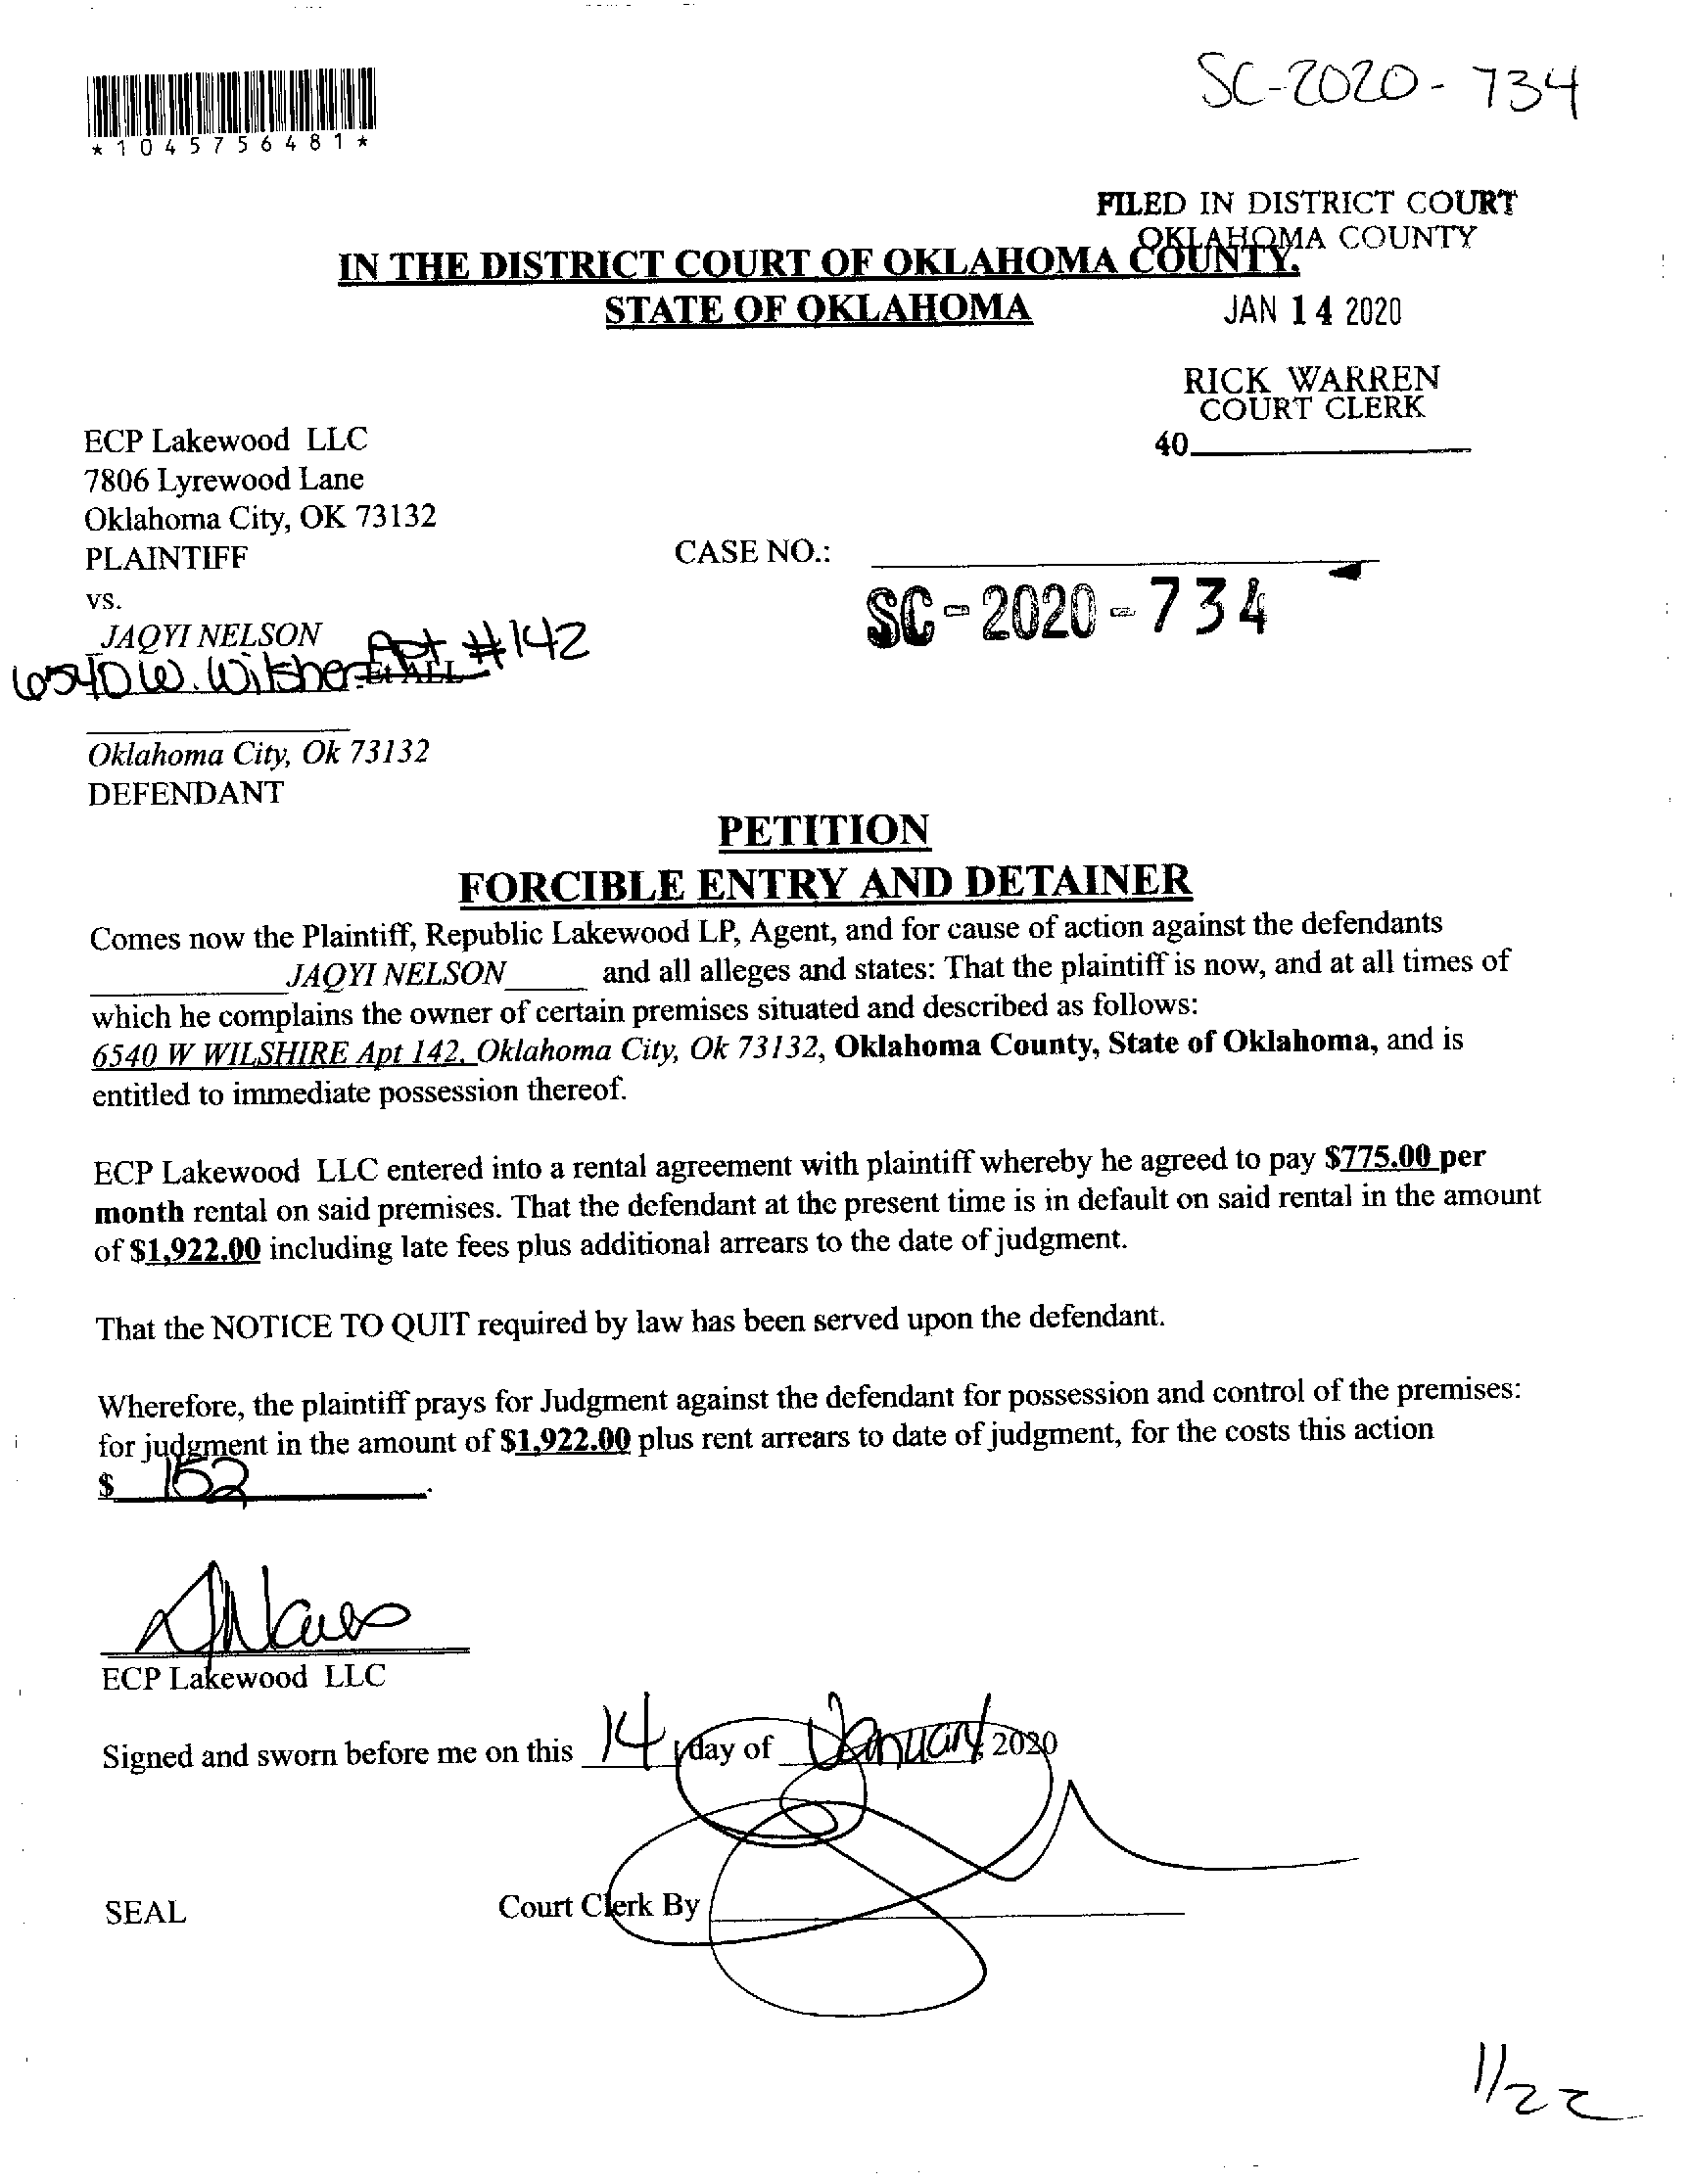 SC-2020-734
*1045756481*
FILED IN DISTRICT COURT
OKLAHOMA COUNTY
IN THE DISTRICT COURT OF OKLAHOMA COUNTY,
STATE OF OKLAHOMA
JAN 14 2020
RICK WARREN
COURT CLERK
40
ECP Lakewood LLC
7806 Lyrewood Lane
Oklahoma City, OK 73132
PLAINTIFF
CASE NO.:
SC-2020-734
vs.
JAQYI NELSON
6540 W. Wilshere Apt #142
Et ALL
Oklahoma City, Ok 73132
DEFENDANT
PETITION
FORCIBLE ENTRY AND DETAINER
Comes now the Plaintiff, Republic Lakewood LP, Agent, and for cause of action against the defendants
JAQYI NELSON and all alleges and states: That the plaintiff is now, and at all times of
which he complains the owner of certain premises situated and described as follows:
6540 W WILSHIRE Apt 142, Oklahoma City, Ok 73132, Oklahoma County, State of Oklahoma, and is
entitled to immediate possession thereof.
ECP Lakewood LLC entered into a rental agreement with plaintiff whereby he agreed to pay $775.00 per
month rental on said premises. That the defendant at the present time is in default on said rental in the amount
of $1,922.00 including late fees plus additional arrears to the date of judgment.
That the NOTICE TO QUIT required by law has been served upon the defendant.
Wherefore, the plaintiff prays for Judgment against the defendant for possession and control of the premises:
for judgment in the amount of $1,922.00 plus rent arrears to date of judgment, for the costs this action
$ 152.
ECP Lakewood LLC
Signed and sworn before me on this 14 day of January, 2020
SEAL
Court Clerk By
1/22